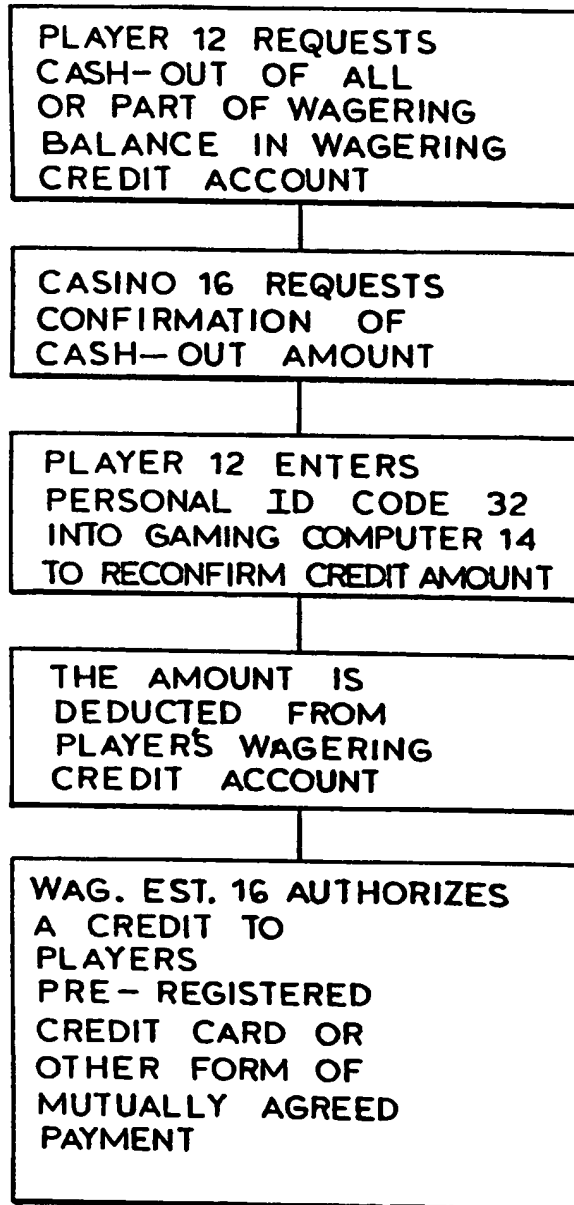 PLAYER 12 REQUESTS
CASH-OUT OF ALL
OR PART OF WAGERING
BALANCE IN WAGERING
CREDIT ACCOUNT
CASINO 16 REQUESTS
CONFIRMATION OF
CASH-OUT AMOUNT
PLAYER 12 ENTERS
PERSONAL ID CODE 32
INTO GAMING COMPUTER 14
TO RECONFIRM CREDIT AMOUNT
THE AMOUNT IS
DEDUCTED FROM
PLAYER'S WAGERING
CREDIT ACCOUNT
WAG. EST. 16 AUTHORIZES
A CREDIT TO
PLAYERS
PRE-REGISTERED
CREDIT CARD OR
OTHER FORM OF
MUTUALLY AGREED
PAYMENT